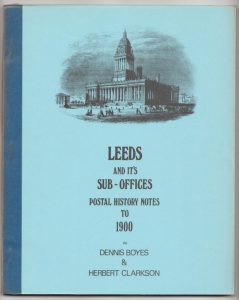 LEEDS
AND IT'S
SUB-OFFICES
POSTAL HISTORY NOTES
TO
1900
BY
DENNIS BOYES
&
HERBERT CLARKSON